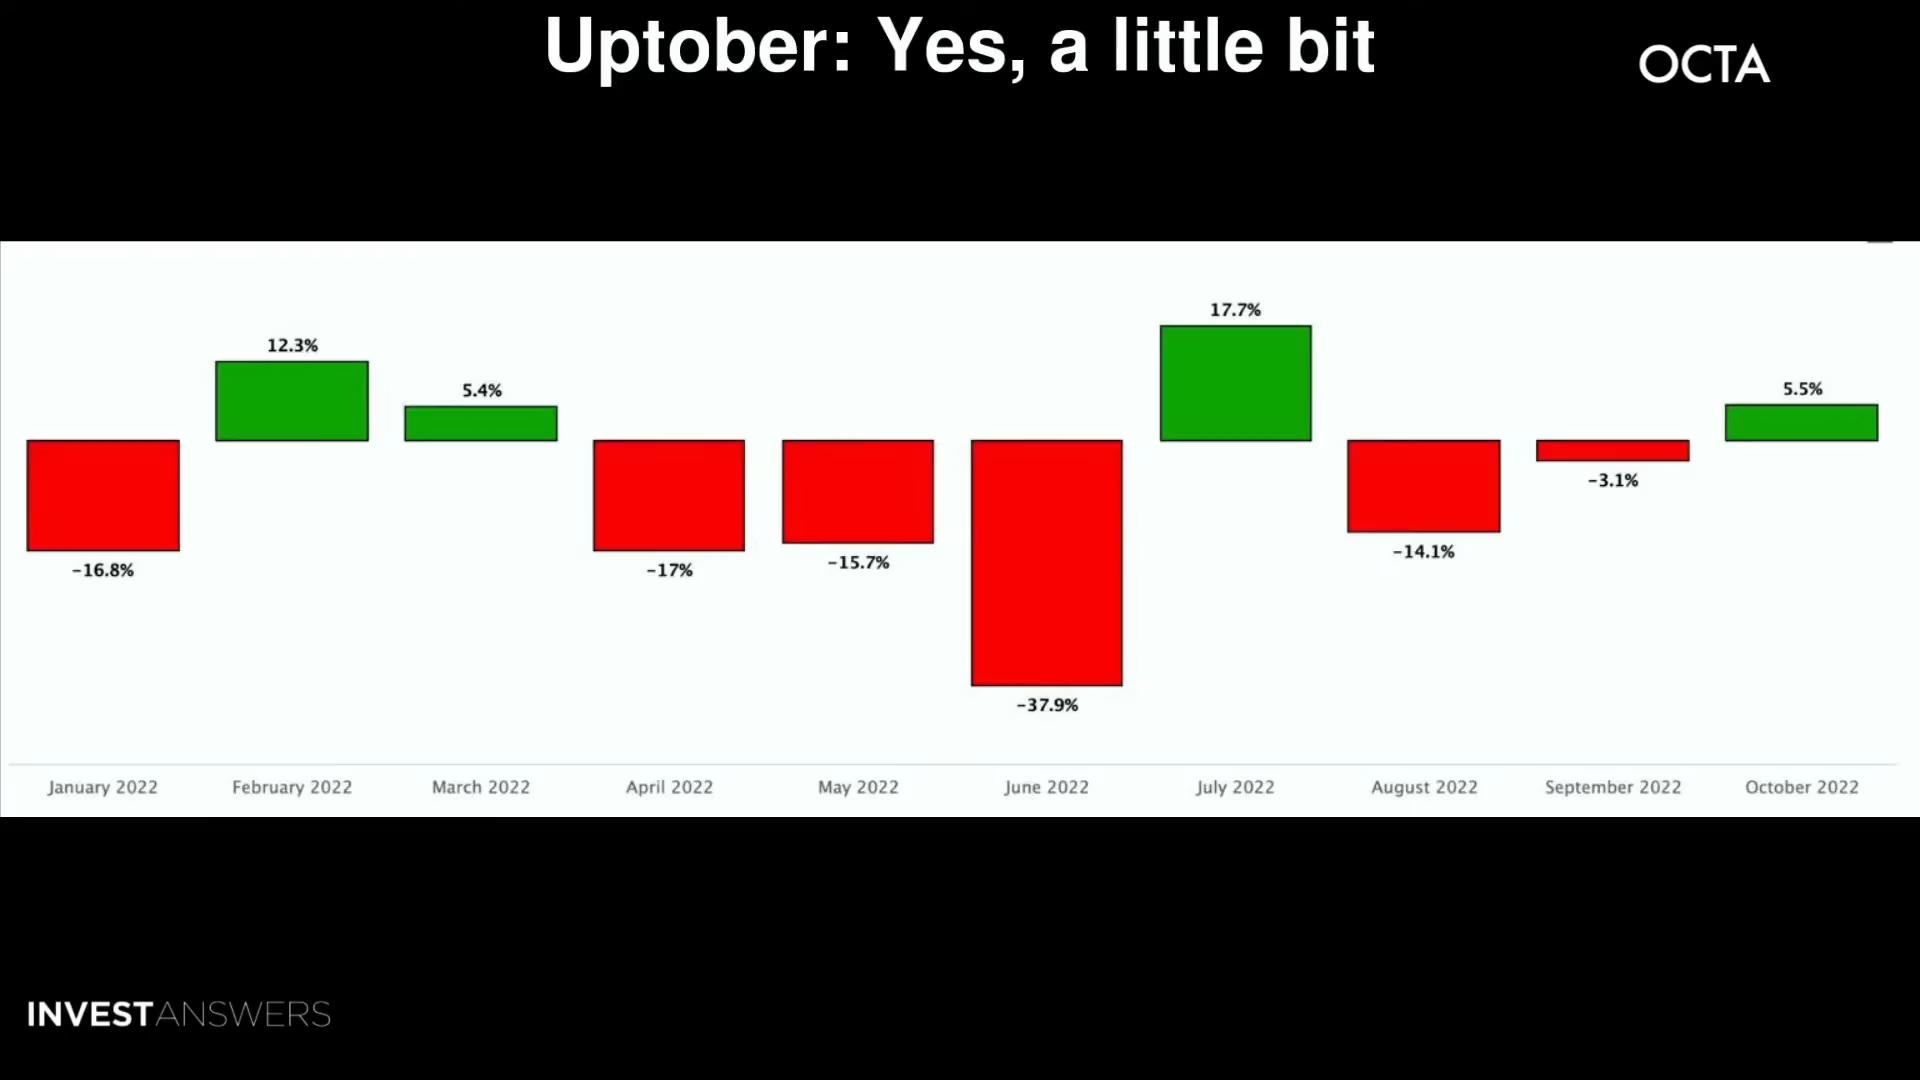 Uptober: Yes, a little bit
OCTA
17.7%
12.3%
5.4%
5.5%
-3.1%
-16.8%
-17%
-15.7%
-14.1%
-37.9%
January 2022 February 2022 March 2022 April 2022 May 2022 June 2022 July 2022 August 2022 September 2022 October 2022
INVESTANSWERS